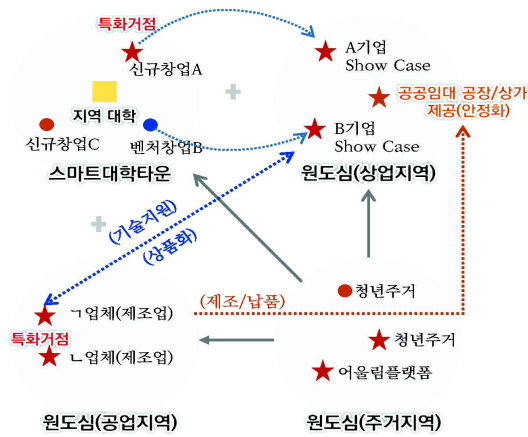 특화거점
신규창업A
지역 대학
신규창업C
벤처창업B
스마트대학타운
A기업
Show Case
공공임대 공장/상가
제공(안정화)
B기업
Show Case
원도심(상업지역)
(기술지원)
(상품화)
ㄱ업체(제조업)
특화거점
ㄴ업체(제조업)
원도심(공업지역)
(제조/납품)
청년주거
청년주거
어울림플랫폼
원도심(주거지역)